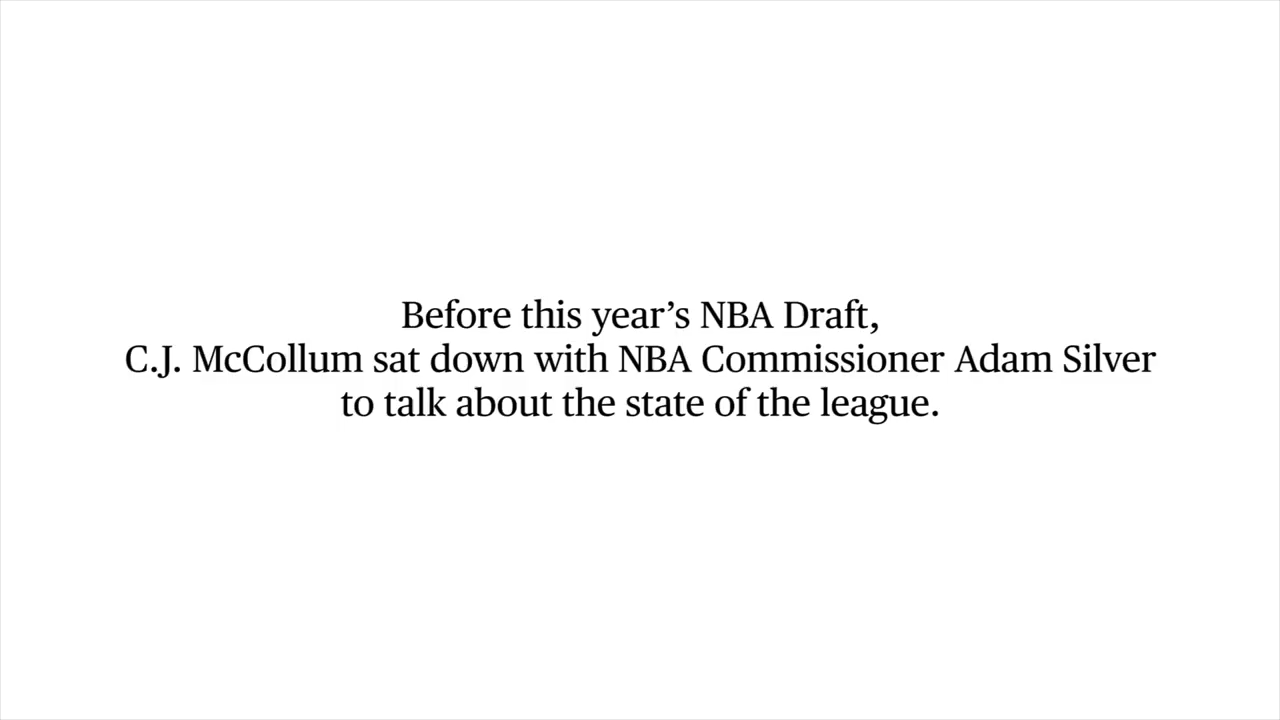 Before this year’s NBA Draft,
C.J. McCollum sat down with NBA Commissioner Adam Silver
to talk about the state of the league.